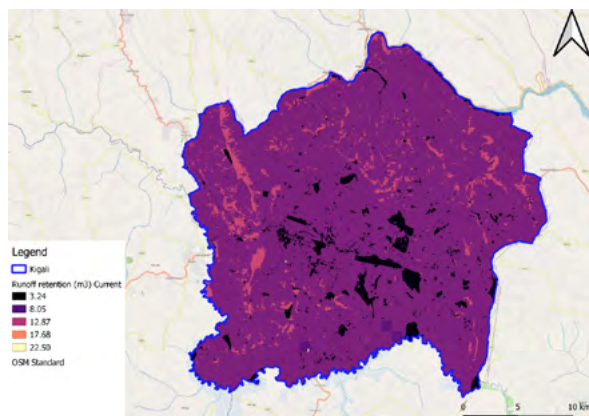 Legend
Kigali
Runoff retention (m3) Current
3.24
8.05
12.87
17.68
22.50
OSM Standard
0 5 10 km